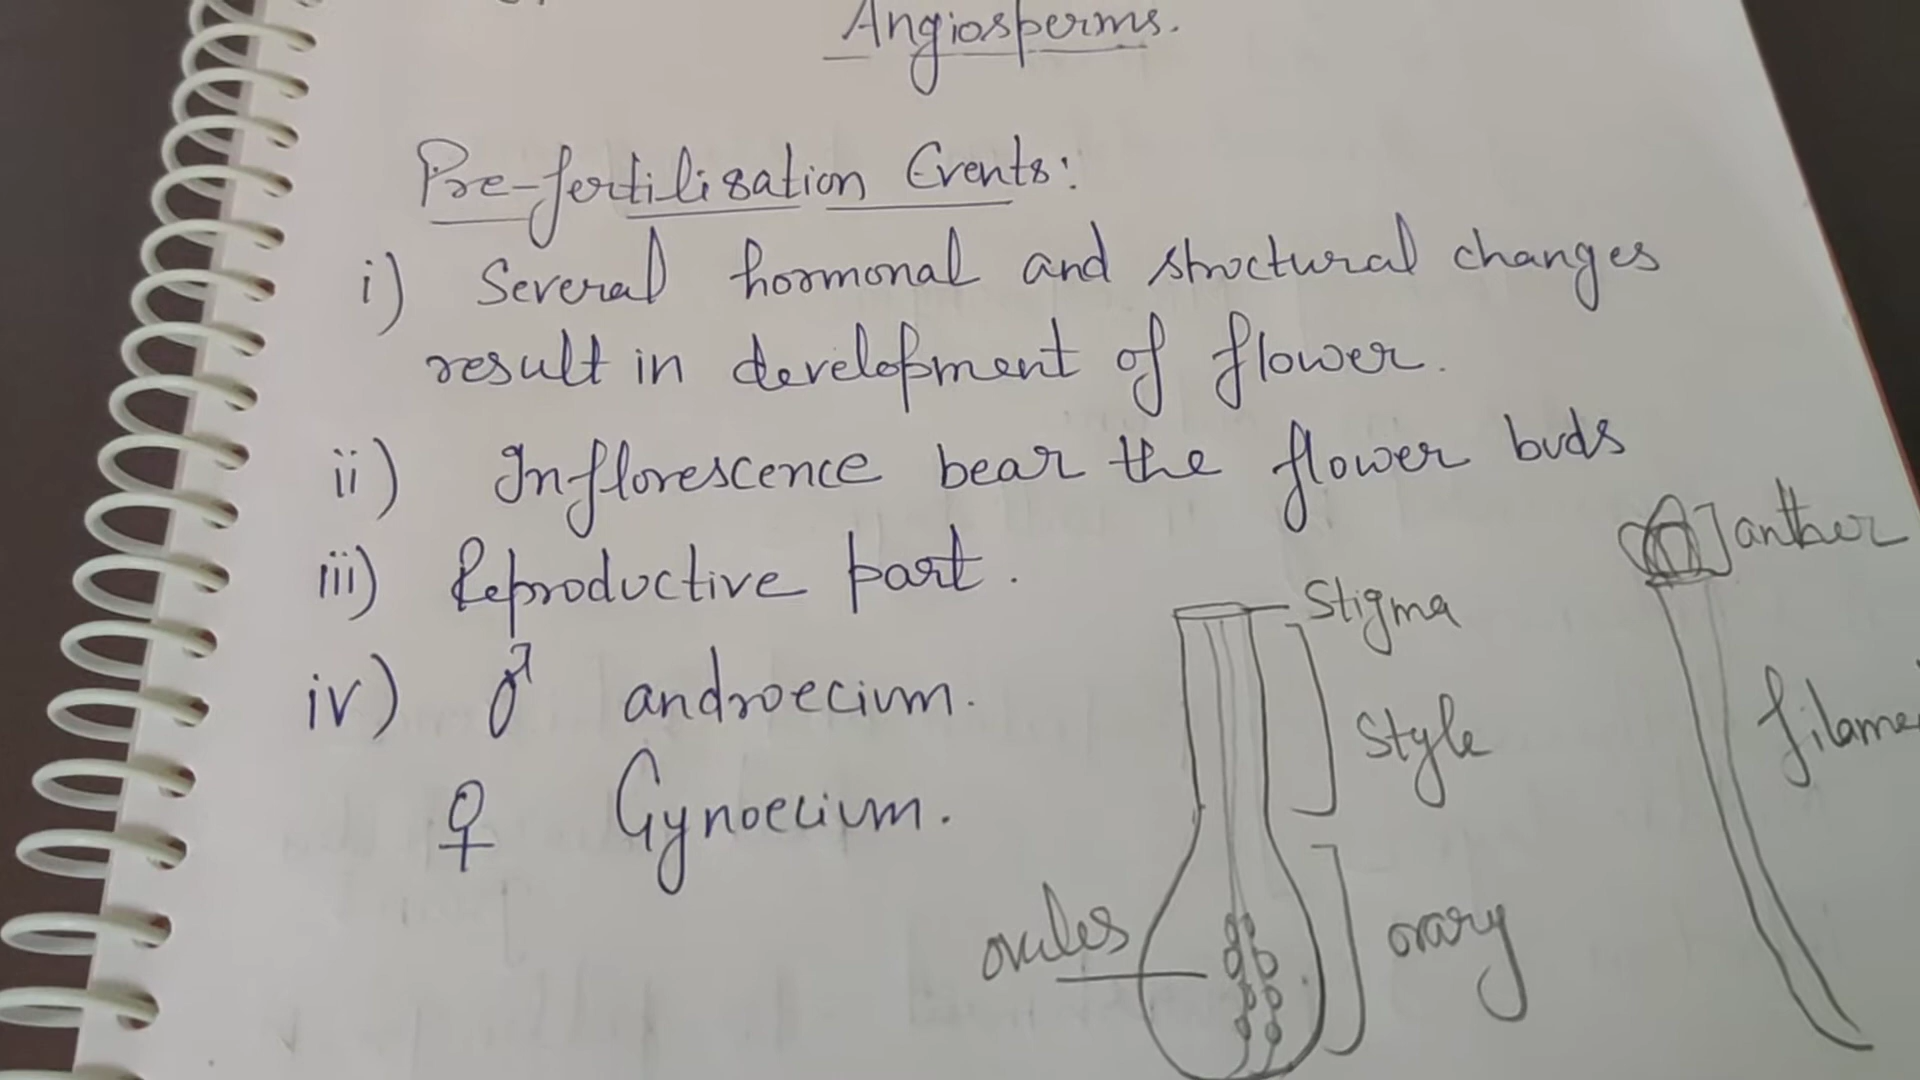 Angiosperms.
Pre-fertilisation Events:
i) Several hormonal and structural changes
result in development of flower.
ii) Inflorescence bear the flower buds
iii) Reproductive part.
iv) ♂ androecium.
♀ Gynoecium.
Stigma
Style
ovary
ovules
anther
filame